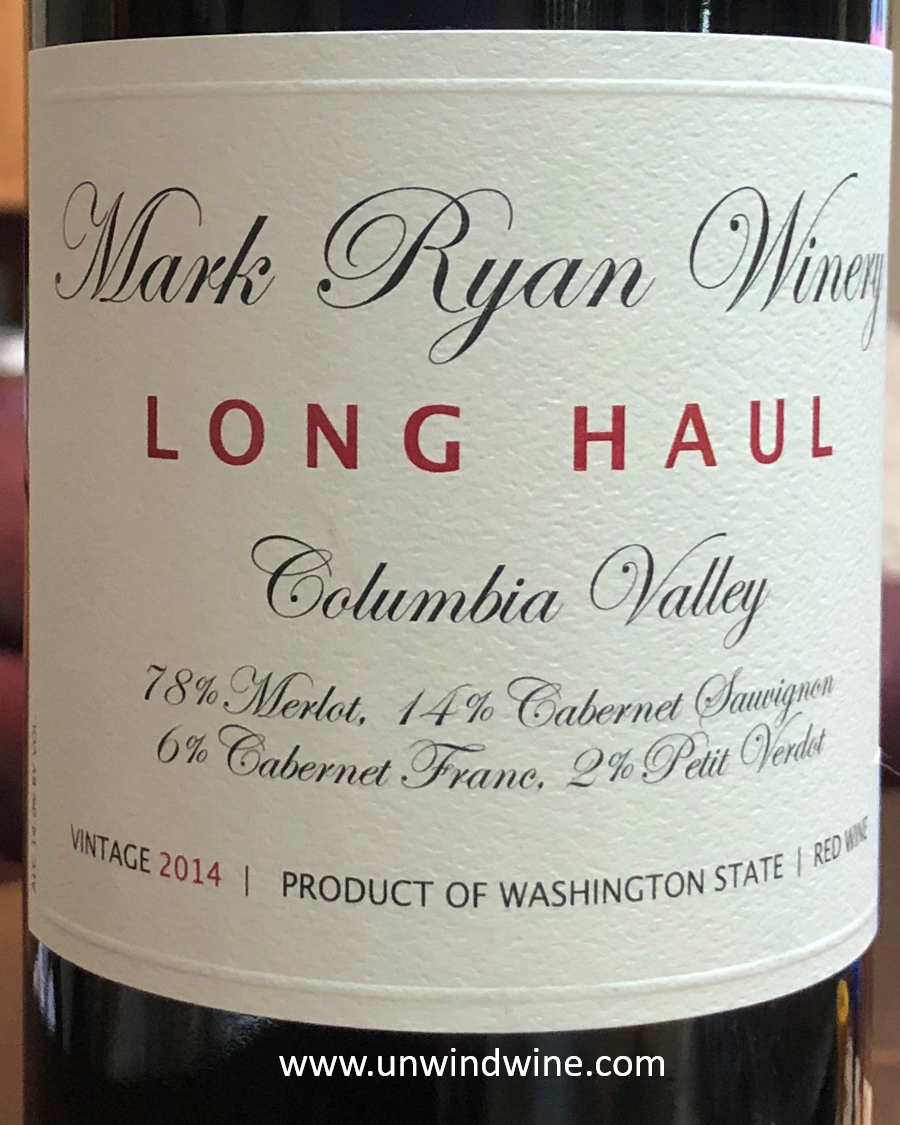 Mark Ryan Winery
LONG HAUL
Columbia Valley
78% Merlot, 14% Cabernet Sauvignon
6% Cabernet Franc, 2% Petit Verdot
VINTAGE 2014 | PRODUCT OF WASHINGTON STATE | RED WINE
www.unwindwine.com